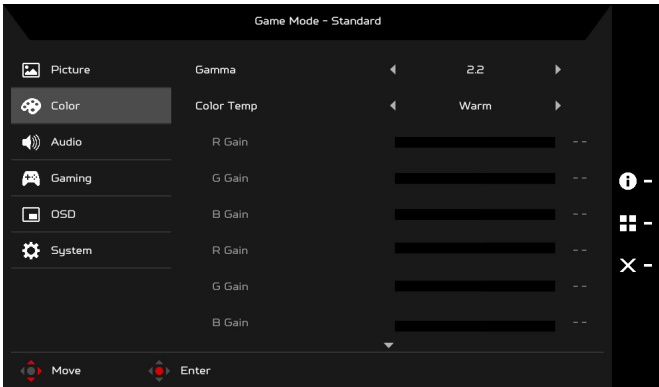 Game Mode - Standard
Picture
Gamma
2.2
Color
Color Temp
Warm
Audio
R Gain
--
Gaming
G Gain
--
OSD
B Gain
--
System
R Gain
--
G Gain
--
B Gain
--
Move
Enter